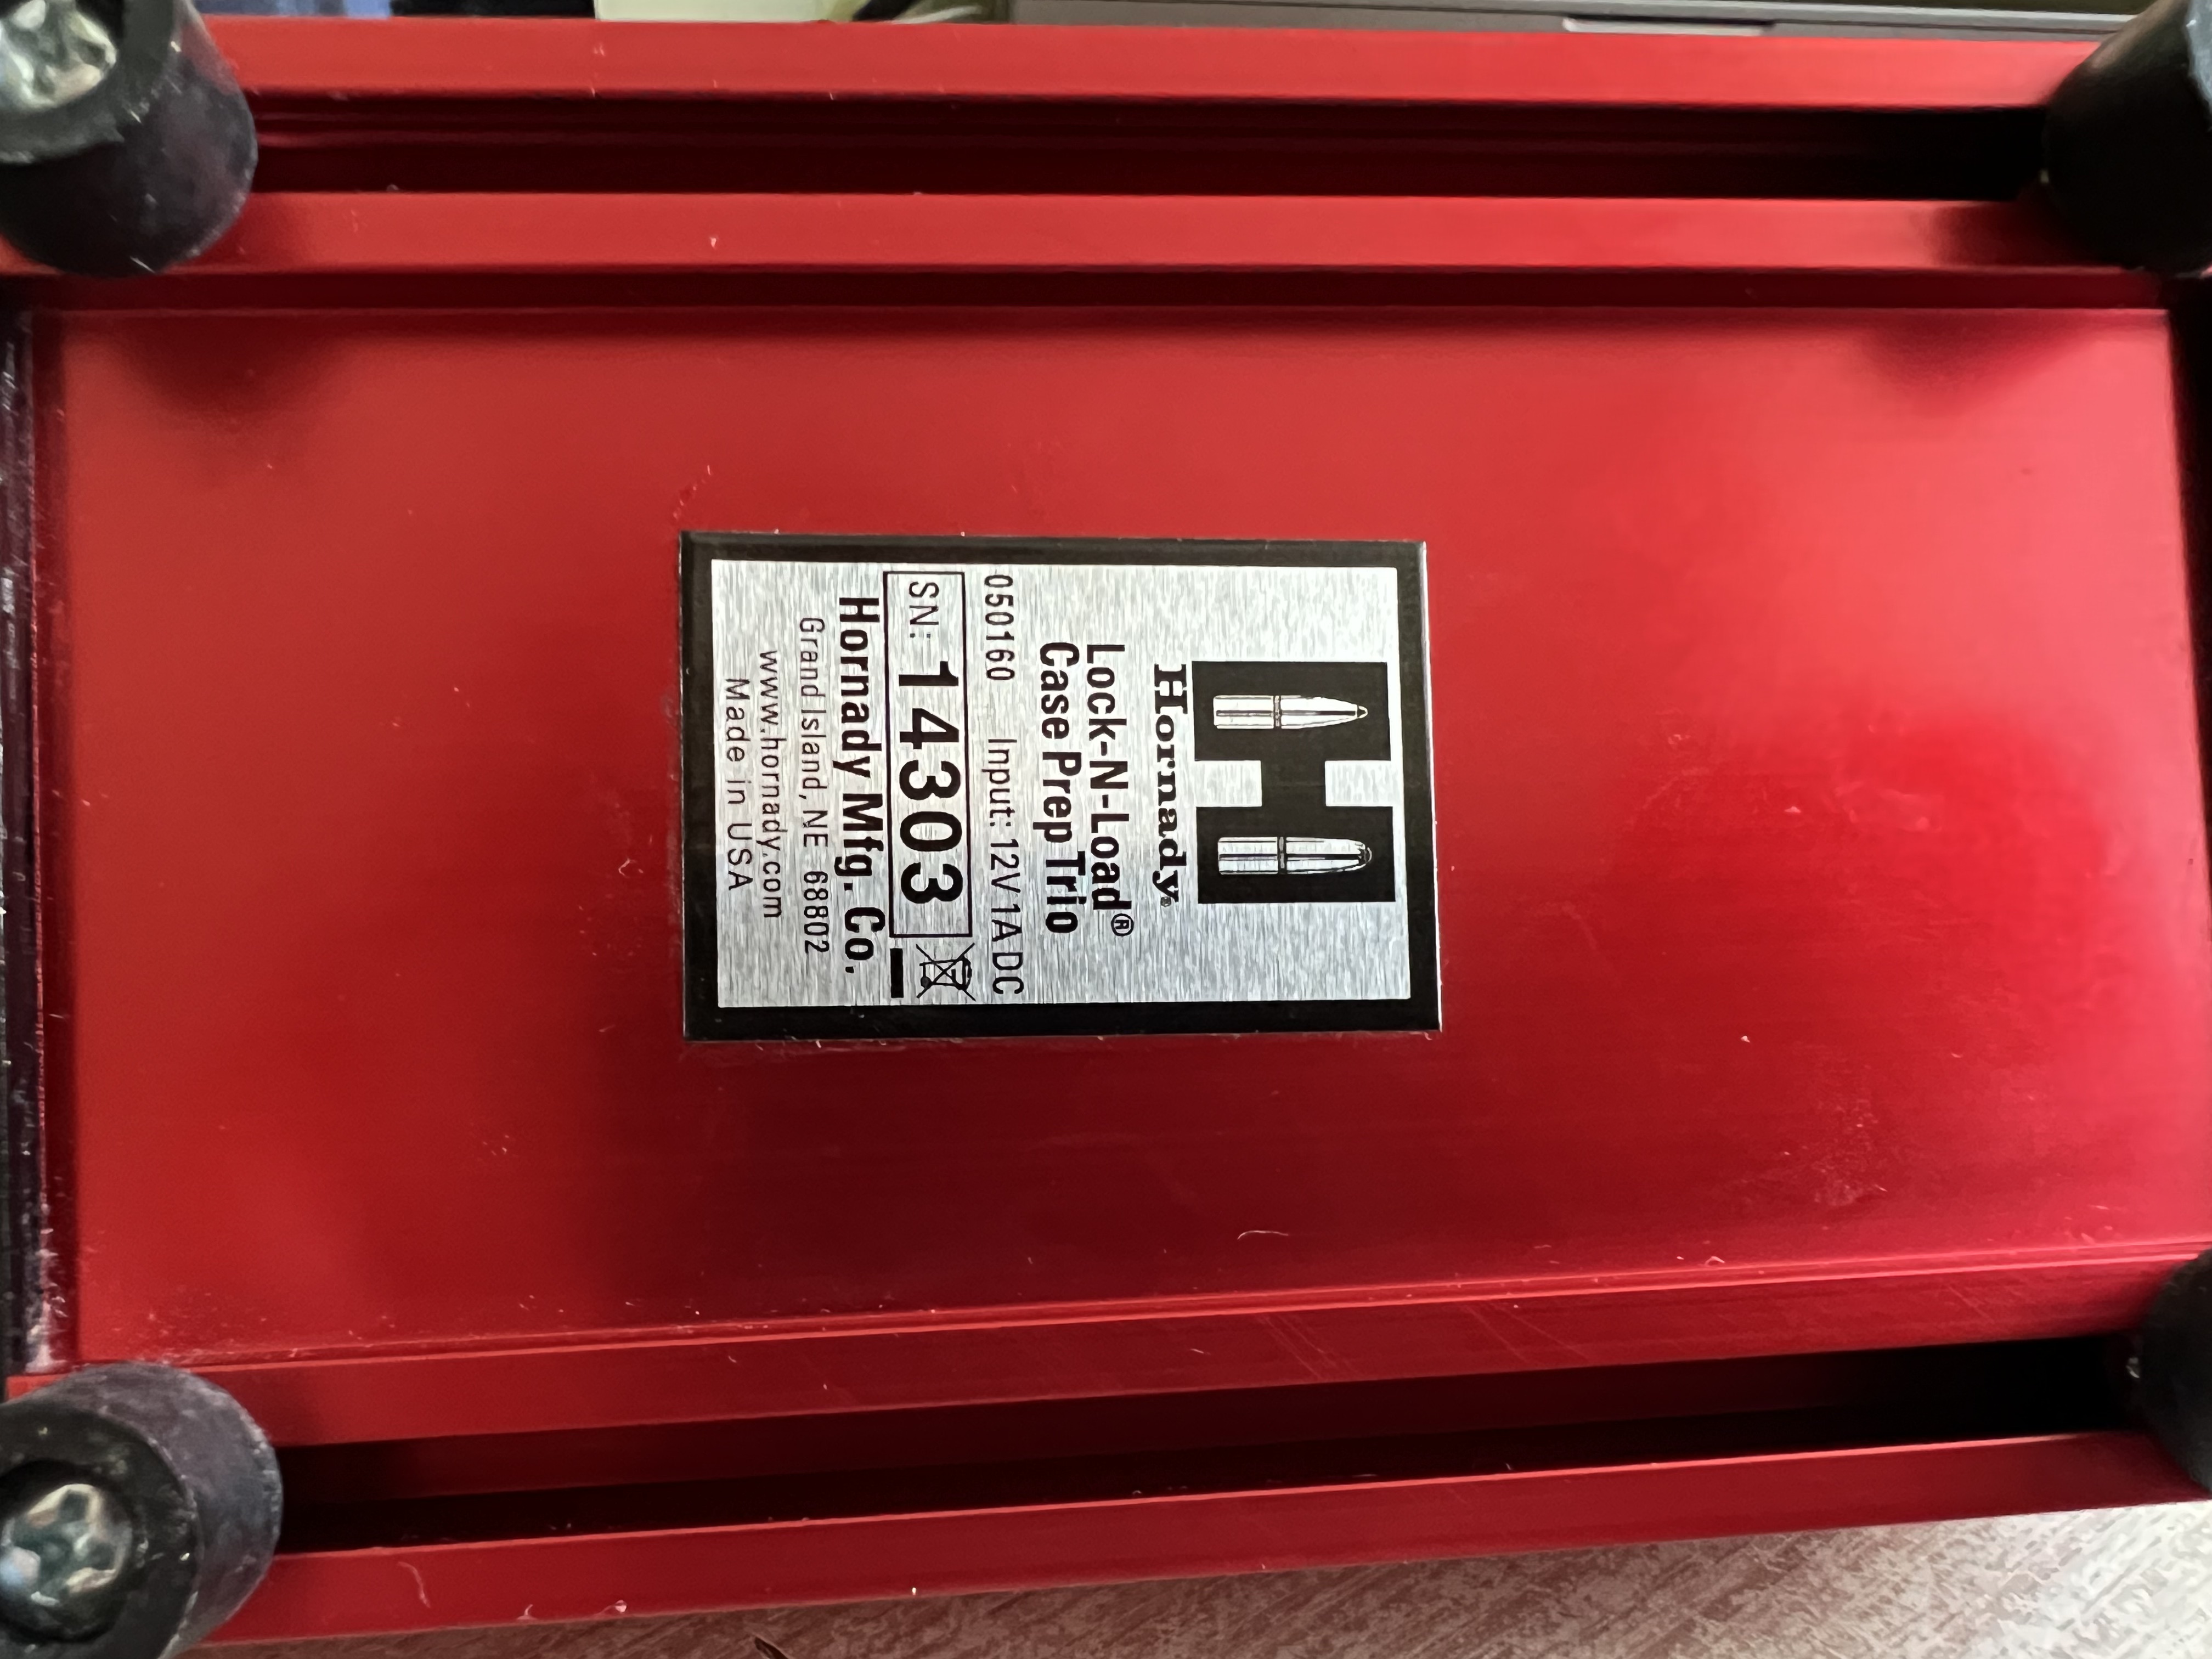 Hornady®
Lock-N-Load®
Case Prep Trio
050160 Input: 12V 1A DC
SN: 14303
Hornady Mfg. Co.
Grand Island, NE 68802
www.hornady.com
Made in USA